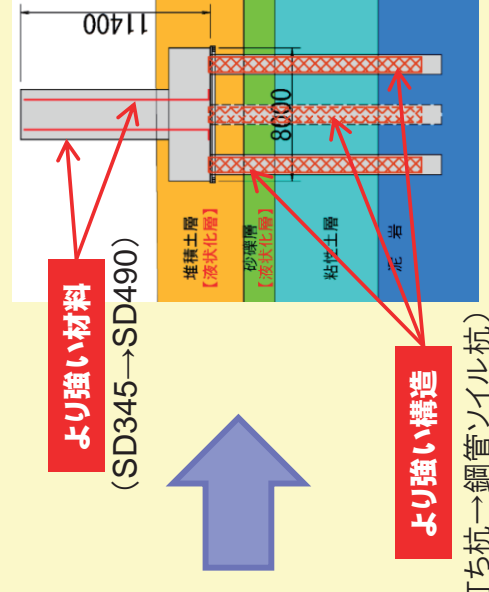 11400
より強い材料
(SD345→SD490)
堆積土層
【液状化層】
砂礫層
【液状化層】
粘性土層
泥 岩
8000
より強い構造
打ち杭→鋼管ソイル杭)